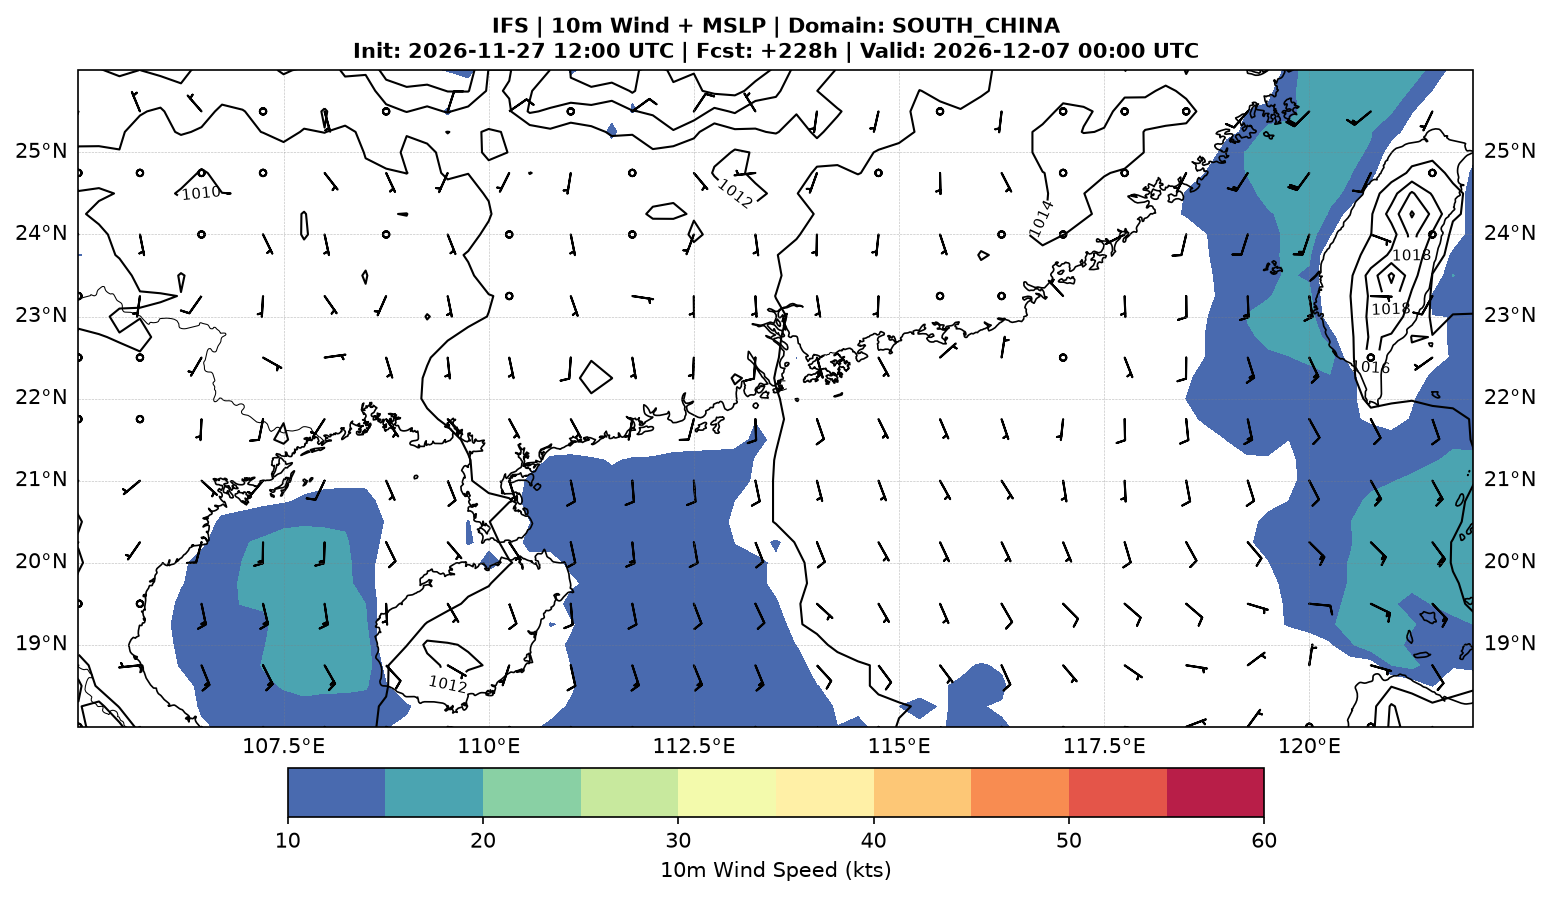 IFS | 10m Wind + MSLP | Domain: SOUTH_CHINA
Init: 2026-11-27 12:00 UTC | Fcst: +228h | Valid: 2026-12-07 00:00 UTC
25°N
24°N
23°N
22°N
21°N
20°N
19°N
1010
1012
1014
1018
1018
1016
1012
25°N
24°N
23°N
22°N
21°N
20°N
19°N
107.5°E 110°E 112.5°E 115°E 117.5°E 120°E
10 20 30 40 50 60
10m Wind Speed (kts)